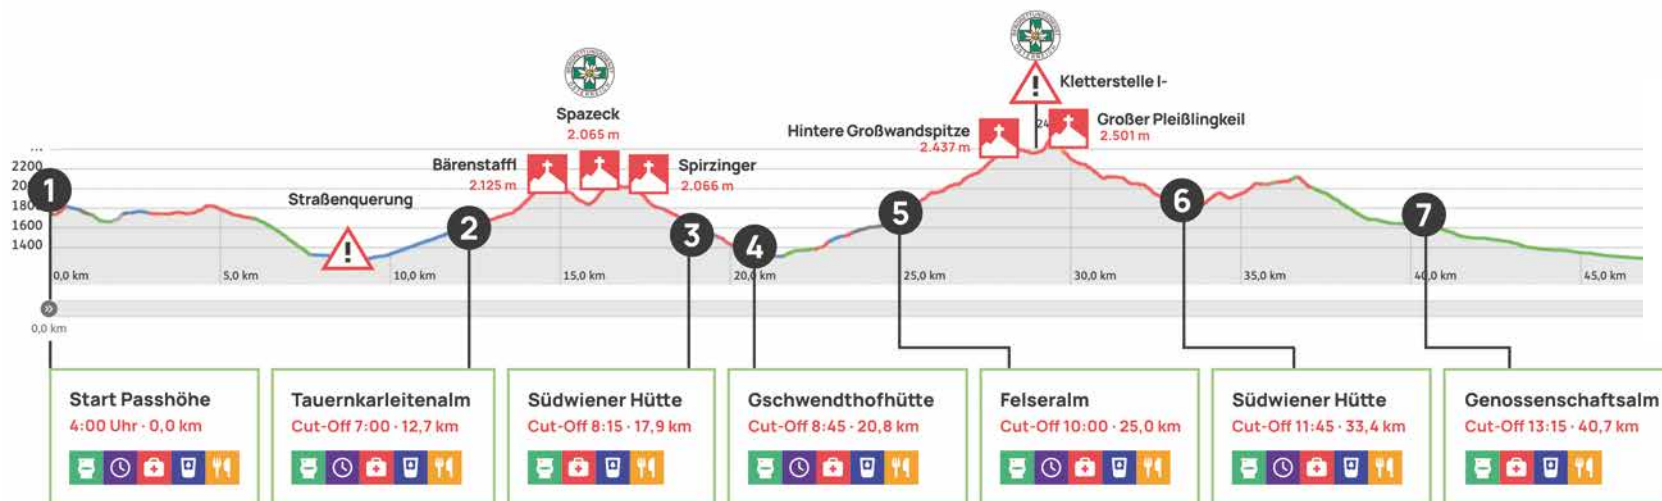 BERGRETTUNGSDIENST
ÖSTERREICH
Kletterstelle I-
Spazeck
2.065 m
Hintere Großwandspitze
2.437 m
24
Großer Pleißlingkeil
2.501 m
Bärenstaffl
2.125 m
Spirzinger
2.066 m
...
2200
20
1800
1600
1400
Straßenquerung
1
2
3
4
5
6
7
0,0 km
5,0 km
10,0 km
15,0 km
20,0 km
25,0 km
30,0 km
35,0 km
40,0 km
45,0 km
0,0 km
Start Passhöhe
4:00 Uhr · 0,0 km
Tauernkarleitenalm
Cut-Off 7:00 · 12,7 km
Südwiener Hütte
Cut-Off 8:15 · 17,9 km
Gschwendthofhütte
Cut-Off 8:45 · 20,8 km
Felseralm
Cut-Off 10:00 · 25,0 km
Südwiener Hütte
Cut-Off 11:45 · 33,4 km
Genossenschaftsalm
Cut-Off 13:15 · 40,7 km